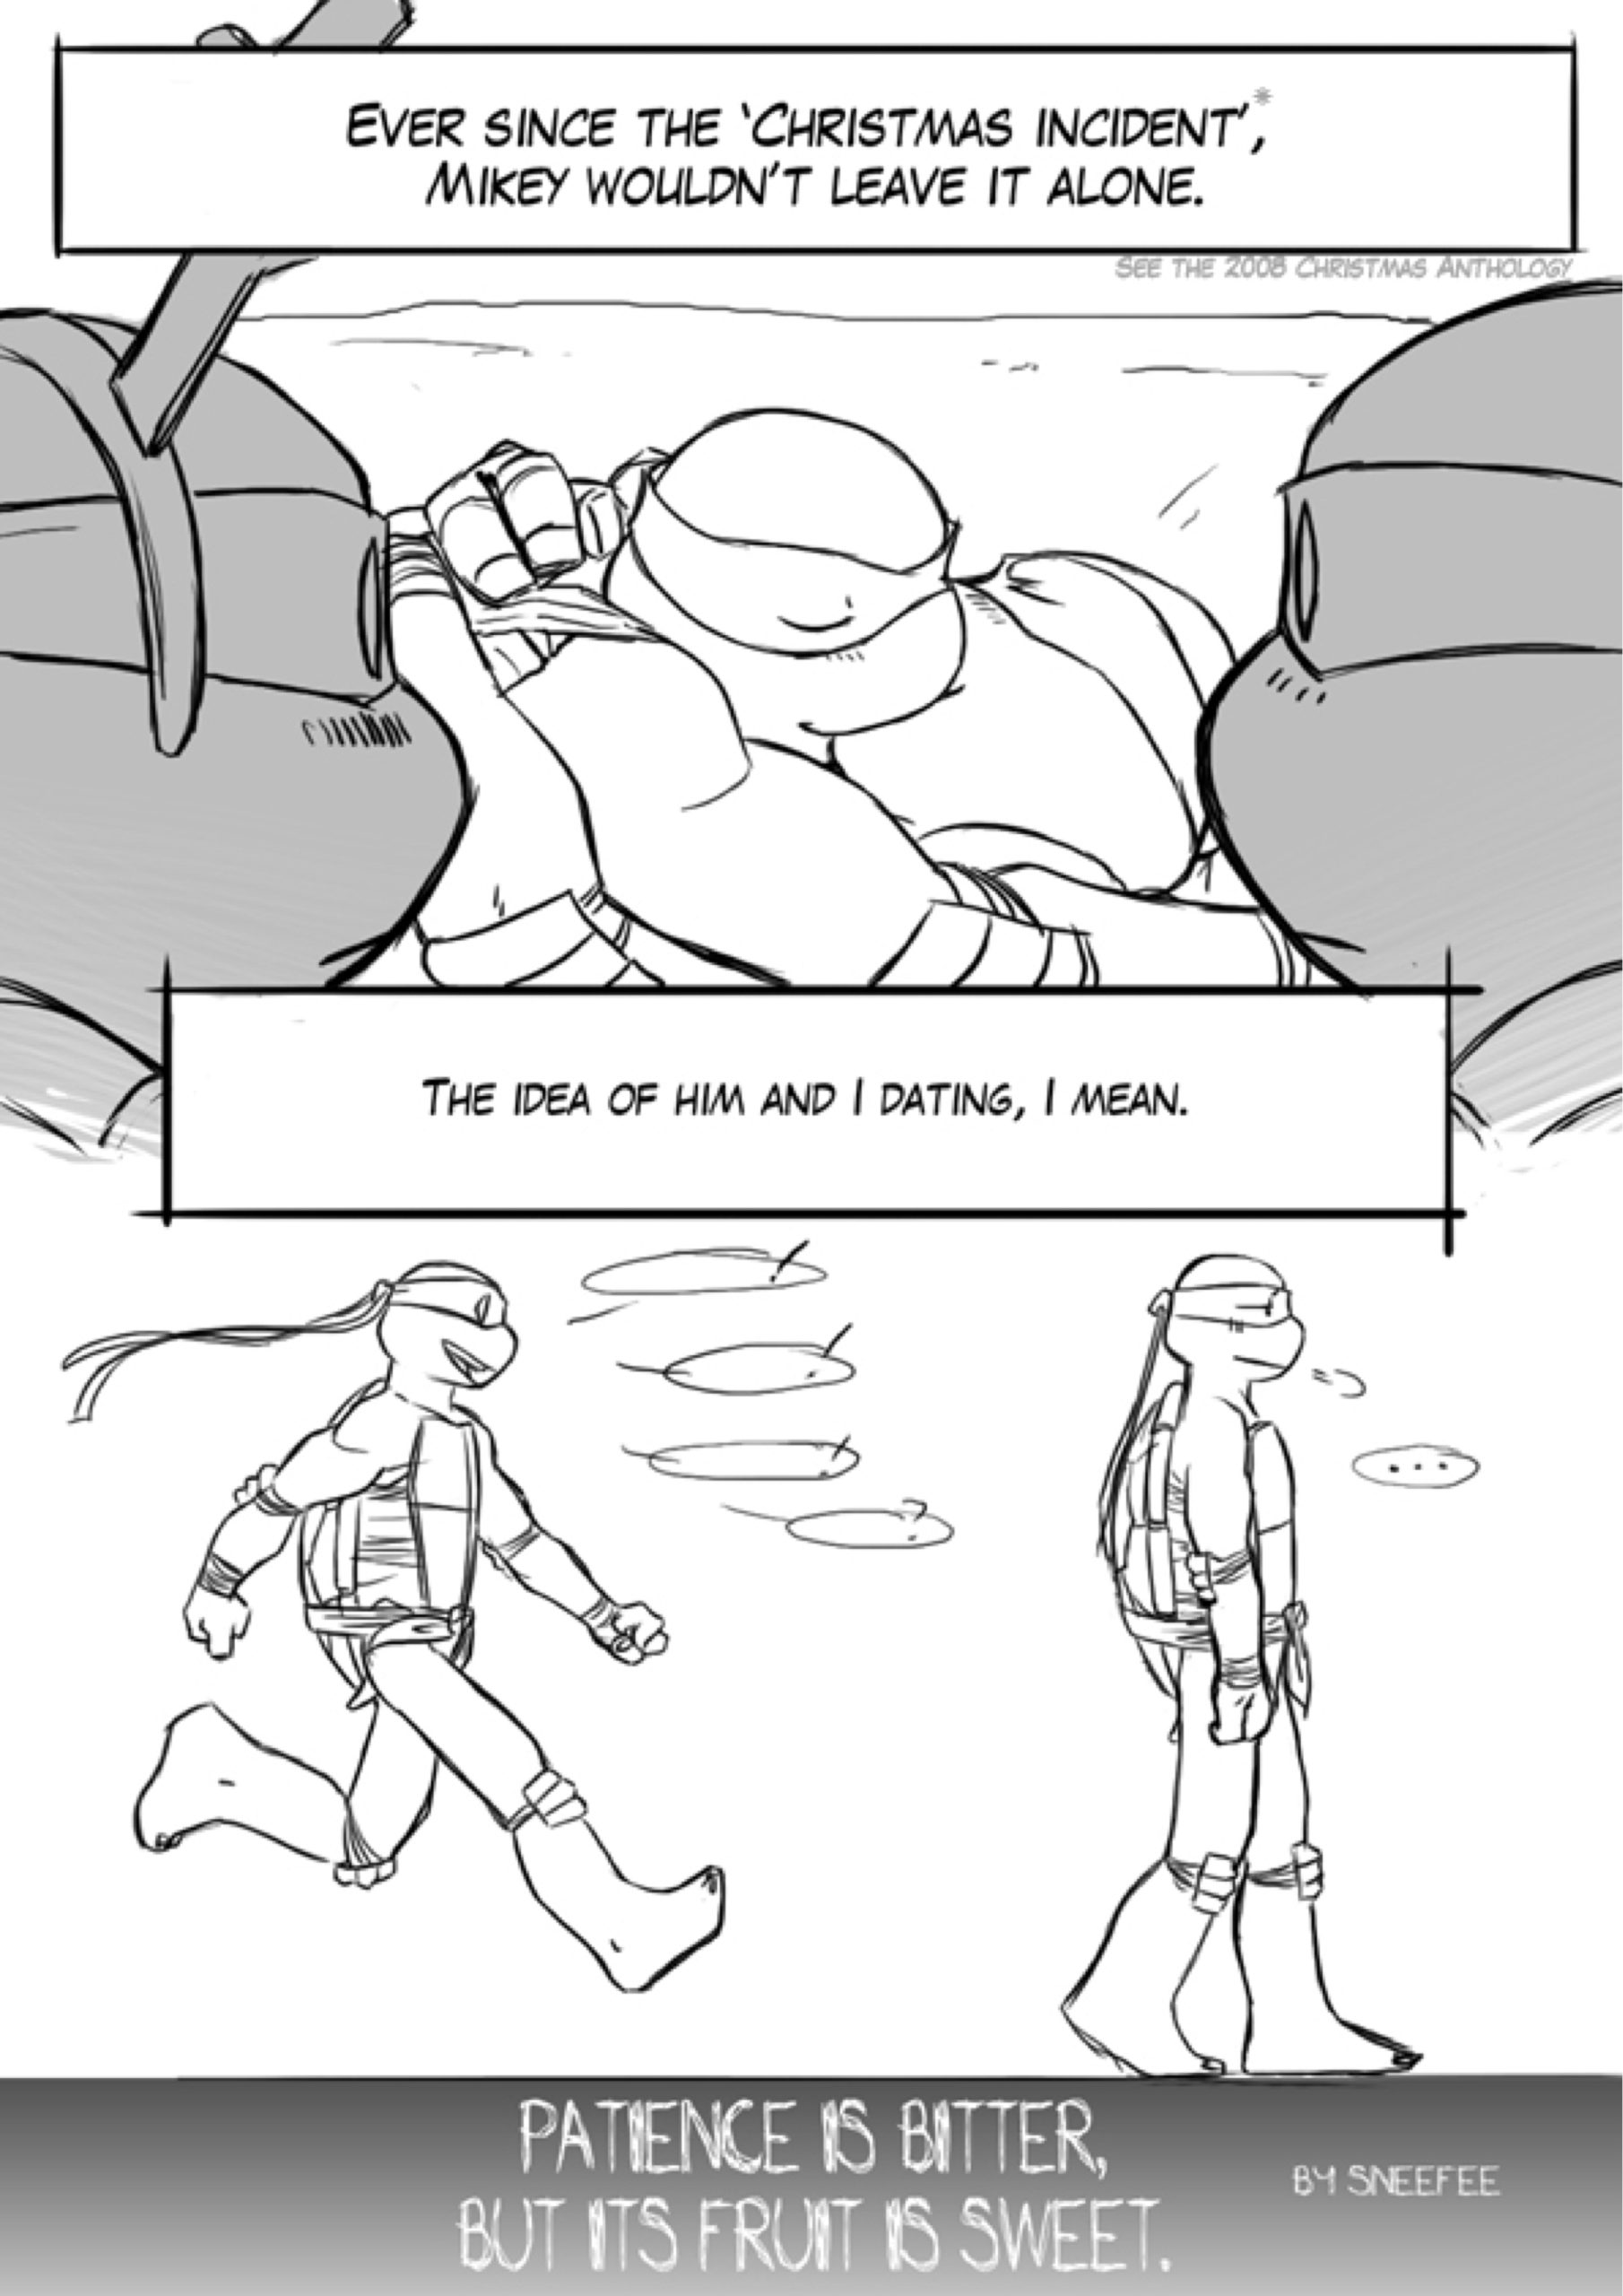 EVER SINCE THE ‘CHRISTMAS INCIDENT’*,
MIKEY WOULDN’T LEAVE IT ALONE.
SEE THE 2008 CHRISTMAS ANTHOLOGY
THE IDEA OF HIM AND I DATING, I MEAN.
!
!
!
?
...
PATIENCE IS BITTER,
BUT ITS FRUIT IS SWEET.
BY SNEEFEE